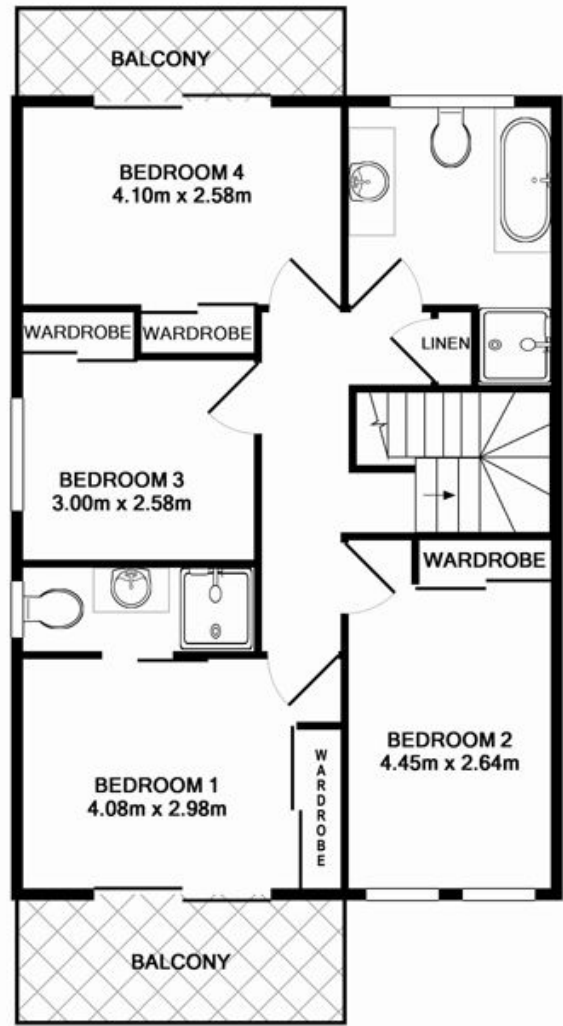 BALCONY
BEDROOM 4
4.10m x 2.58m
WARDROBE
WARDROBE
LINEN
BEDROOM 3
3.00m x 2.58m
WARDROBE
BEDROOM 2
4.45m x 2.64m
BEDROOM 1
4.08m x 2.98m
WARDROBE
BALCONY